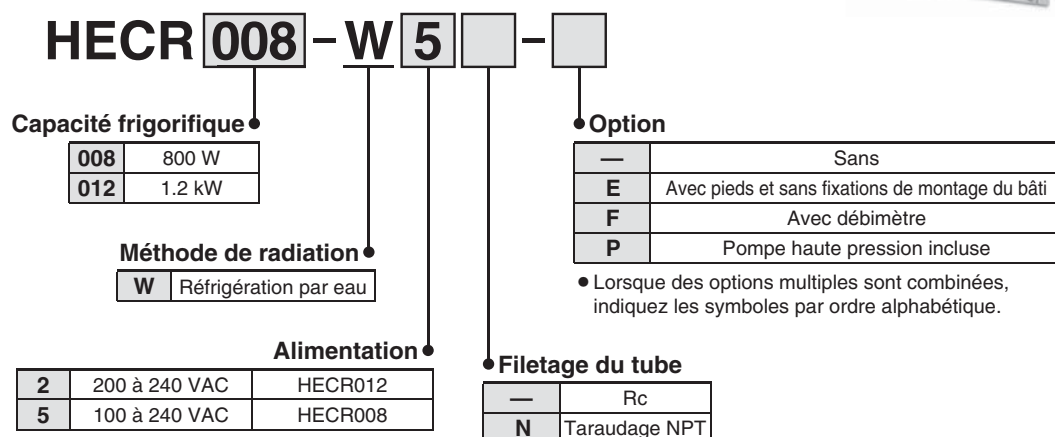 HECR 008 – W 5 –
Capacité frigorifique
008 800 W
012 1.2 kW
Méthode de radiation
W Réfrigération par eau
Alimentation
2 200 à 240 VAC HECR012
5 100 à 240 VAC HECR008
Option
— Sans
E Avec pieds et sans fixations de montage du bâti
F Avec débimètre
P Pompe haute pression incluse
● Lorsque des options multiples sont combinées,
indiquez les symboles par ordre alphabétique.
Filetage du tube
— Rc
N Taraudage NPT